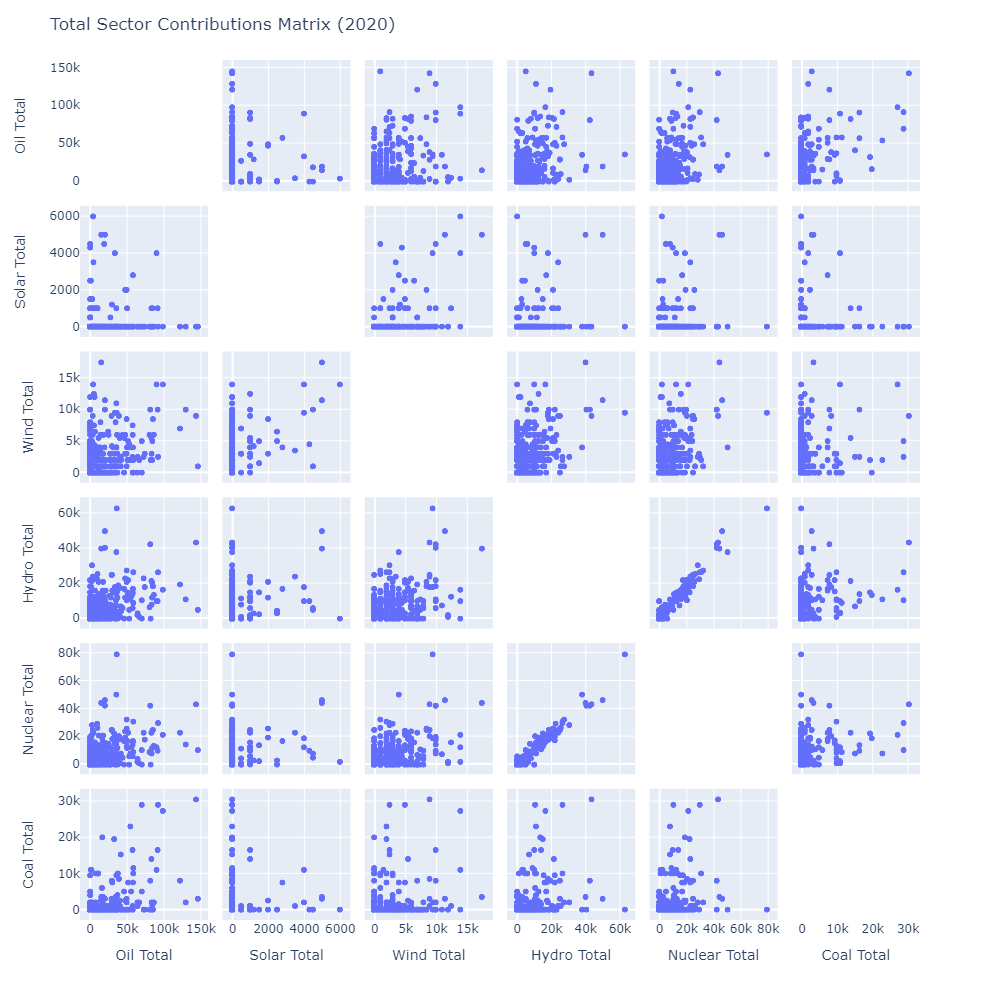 Total Sector Contributions Matrix (2020)
150k
100k
50k
0
Oil Total
6000
4000
2000
0
Solar Total
15k
10k
5k
0
Wind Total
60k
40k
20k
0
Hydro Total
80k
60k
40k
20k
0
Nuclear Total
30k
20k
10k
0
Coal Total
0 50k 100k 150k 0 2000 4000 6000 0 5k 10k 15k 0 20k 40k 60k 0 20k 40k 60k 80k 0 10k 20k 30k
Oil Total Solar Total Wind Total Hydro Total Nuclear Total Coal Total